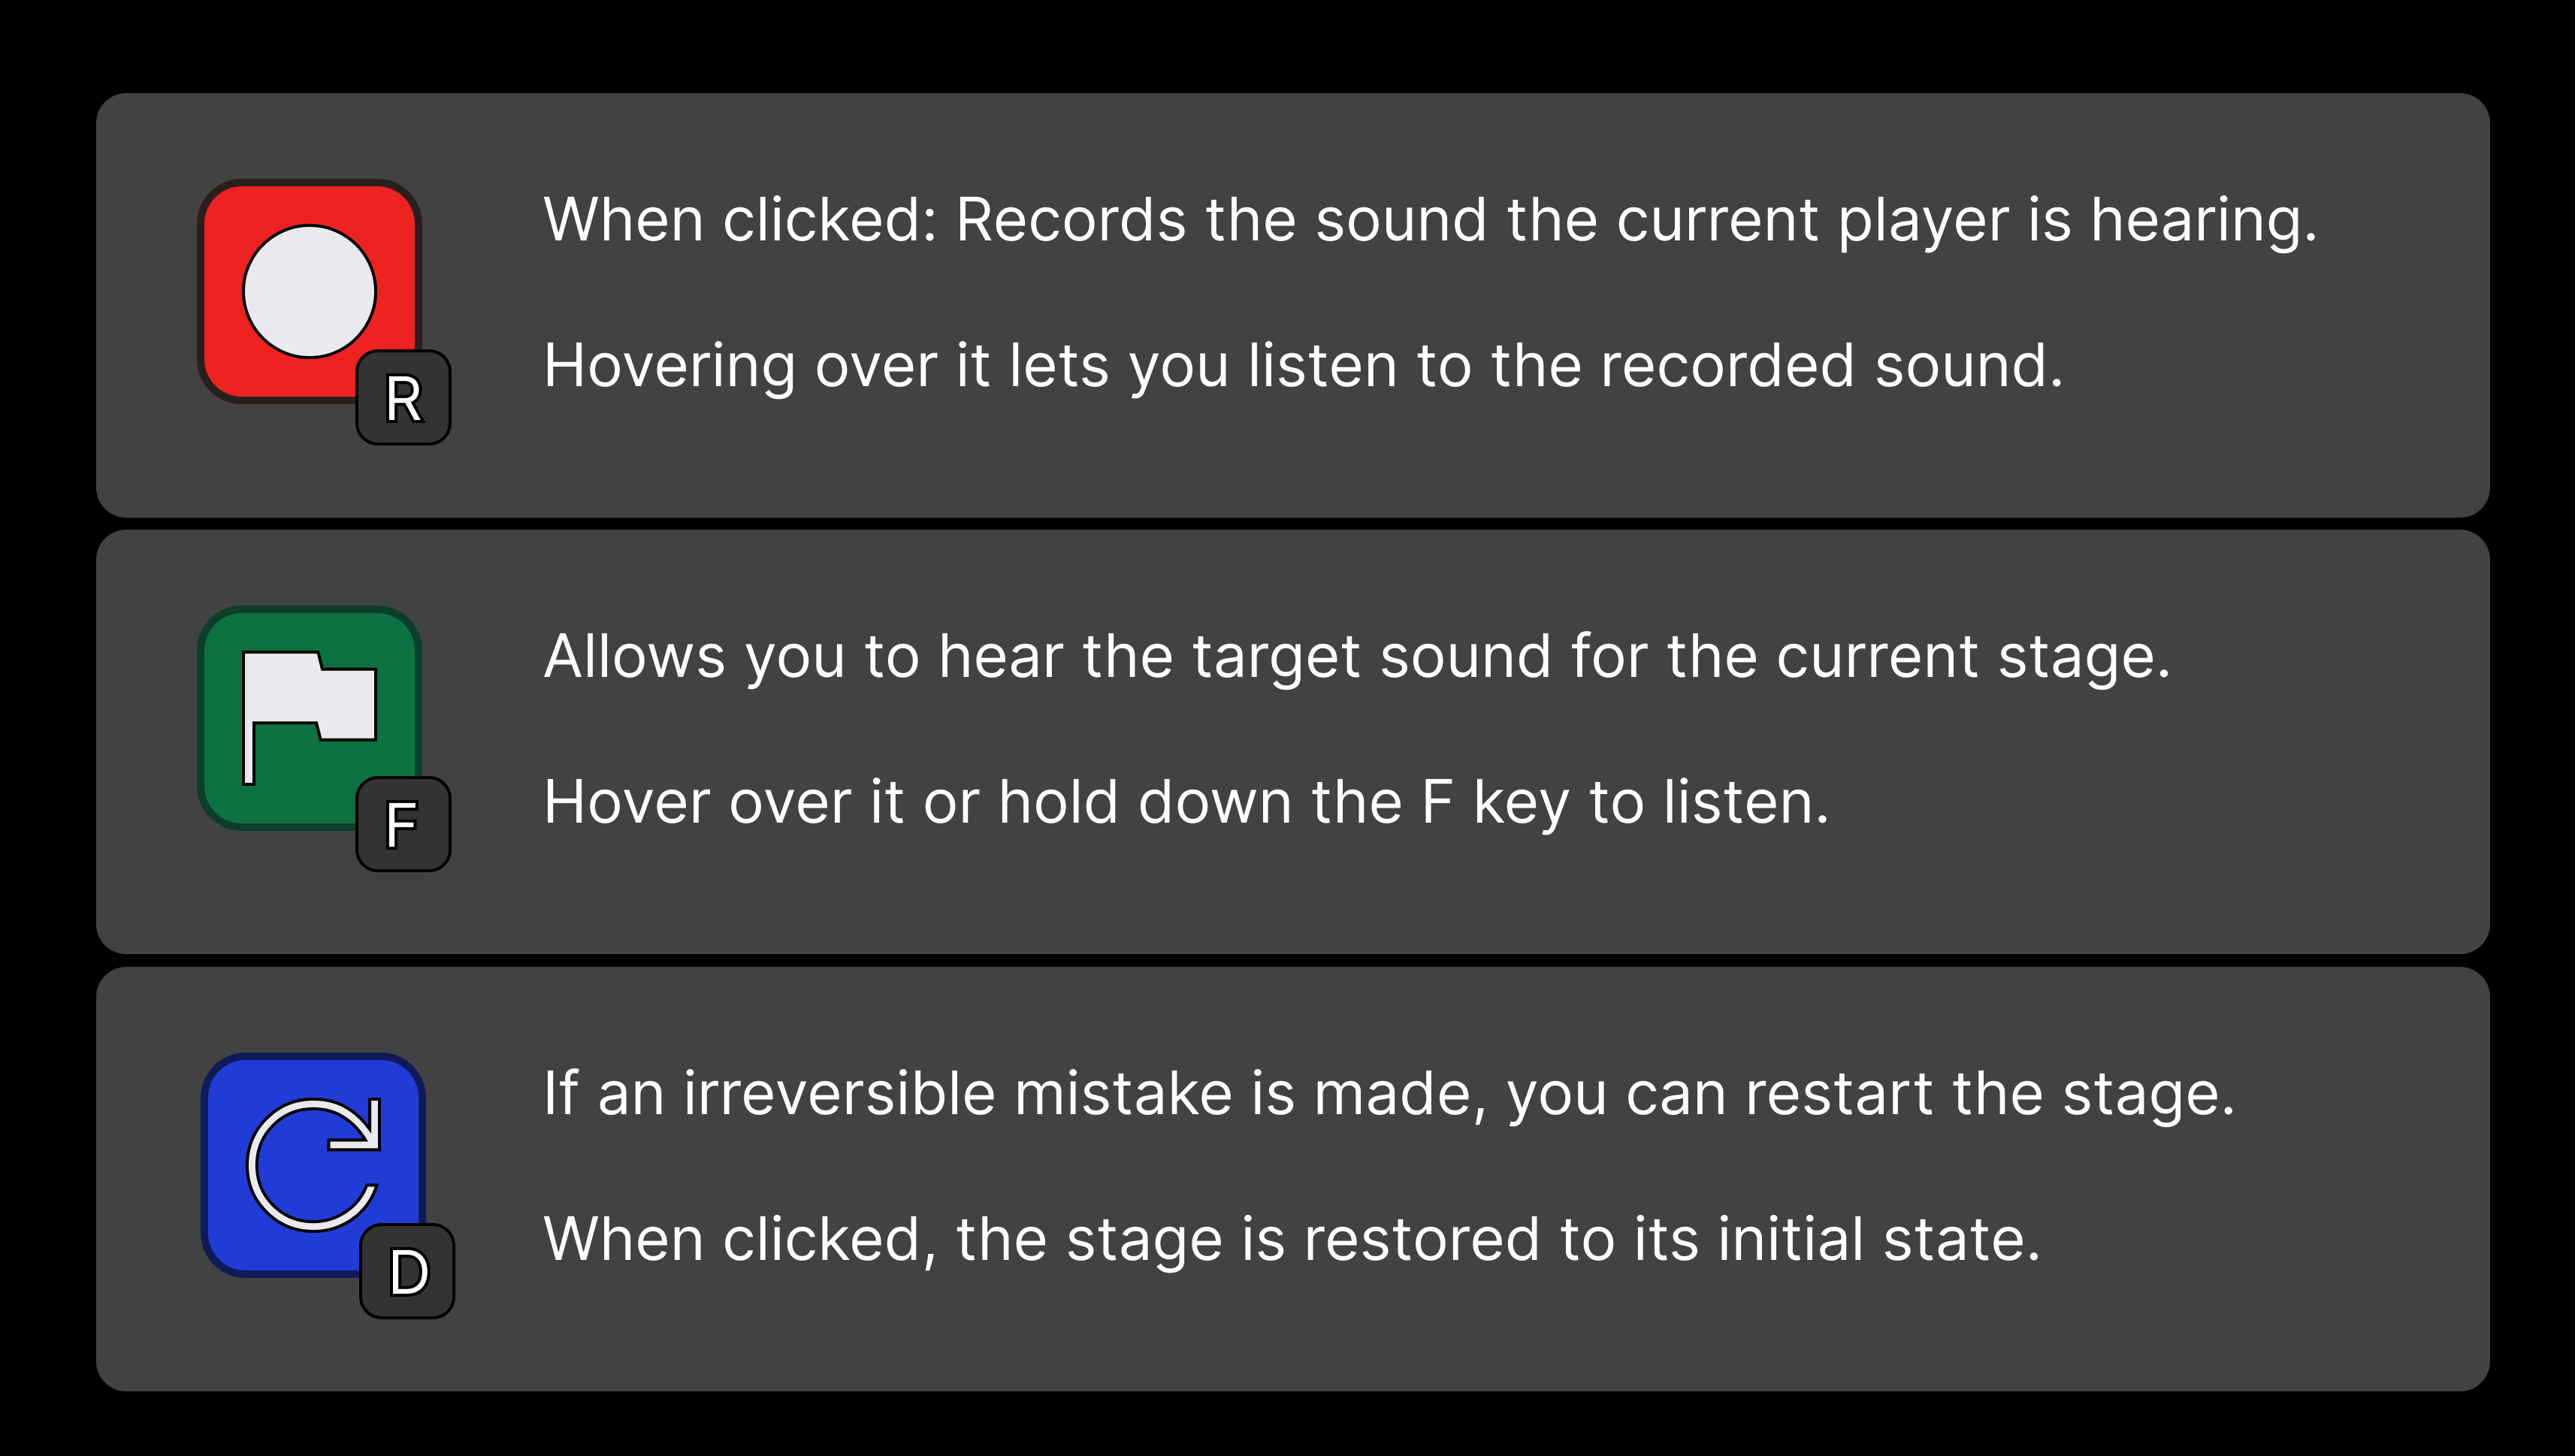 When clicked: Records the sound the current player is hearing.
Hovering over it lets you listen to the recorded sound.
R
Allows you to hear the target sound for the current stage.
Hover over it or hold down the F key to listen.
F
If an irreversible mistake is made, you can restart the stage.
When clicked, the stage is restored to its initial state.
D